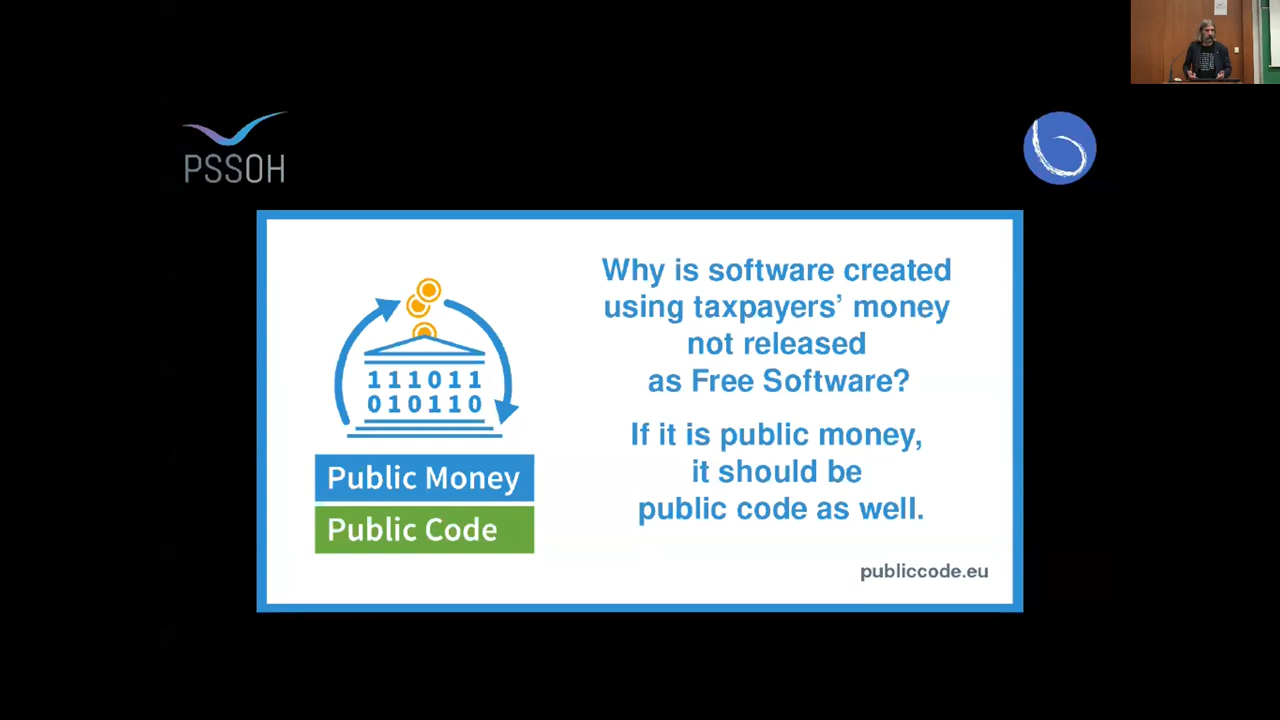 PSSOH
Why is software created
using taxpayers’ money
not released
as Free Software?
If it is public money,
it should be
public code as well.
111011
010110
Public Money
Public Code
publiccode.eu